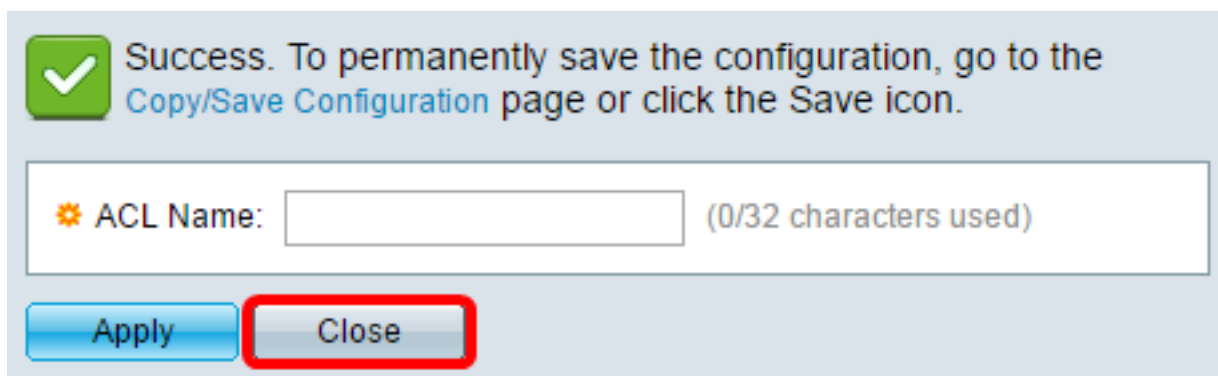 Success. To permanently save the configuration, go to the
Copy/Save Configuration page or click the Save icon.
ACL Name: (0/32 characters used)
Apply Close